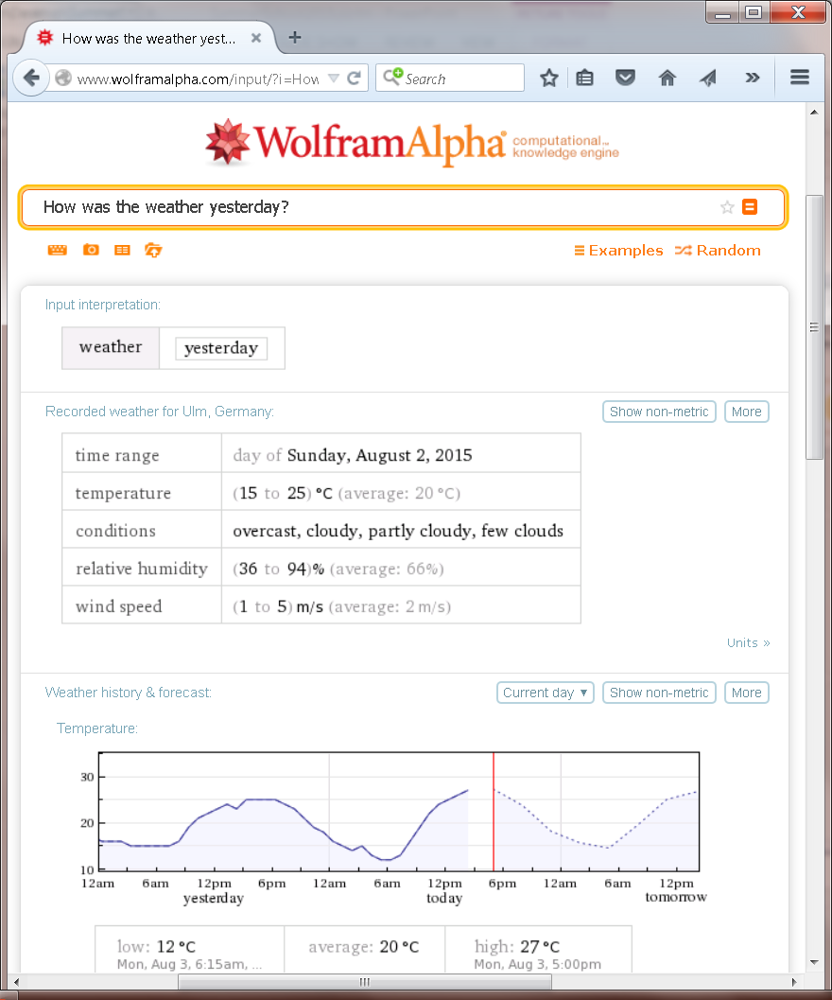 How was the weather yest...
www.wolframalpha.com/input/?i=How
Search
WolframAlpha computational...
knowledge engine
How was the weather yesterday?
Examples Random
Input interpretation:
weather yesterday
Recorded weather for Ulm, Germany: Show non-metric More
time range day of Sunday, August 2, 2015
temperature (15 to 25) °C (average: 20 °C)
conditions overcast, cloudy, partly cloudy, few clouds
relative humidity (36 to 94)% (average: 66%)
wind speed (1 to 5) m/s (average: 2 m/s)
Units »
Weather history & forecast: Current day ▾ Show non-metric More
Temperature:
30
20
10
12am 6am 12pm 6pm 12am 6am 12pm 6pm 12am 6am 12pm
yesterday today tomorrow
low: 12 °C average: 20 °C high: 27 °C
Mon, Aug 3, 6:15am, ... Mon, Aug 3, 5:00pm